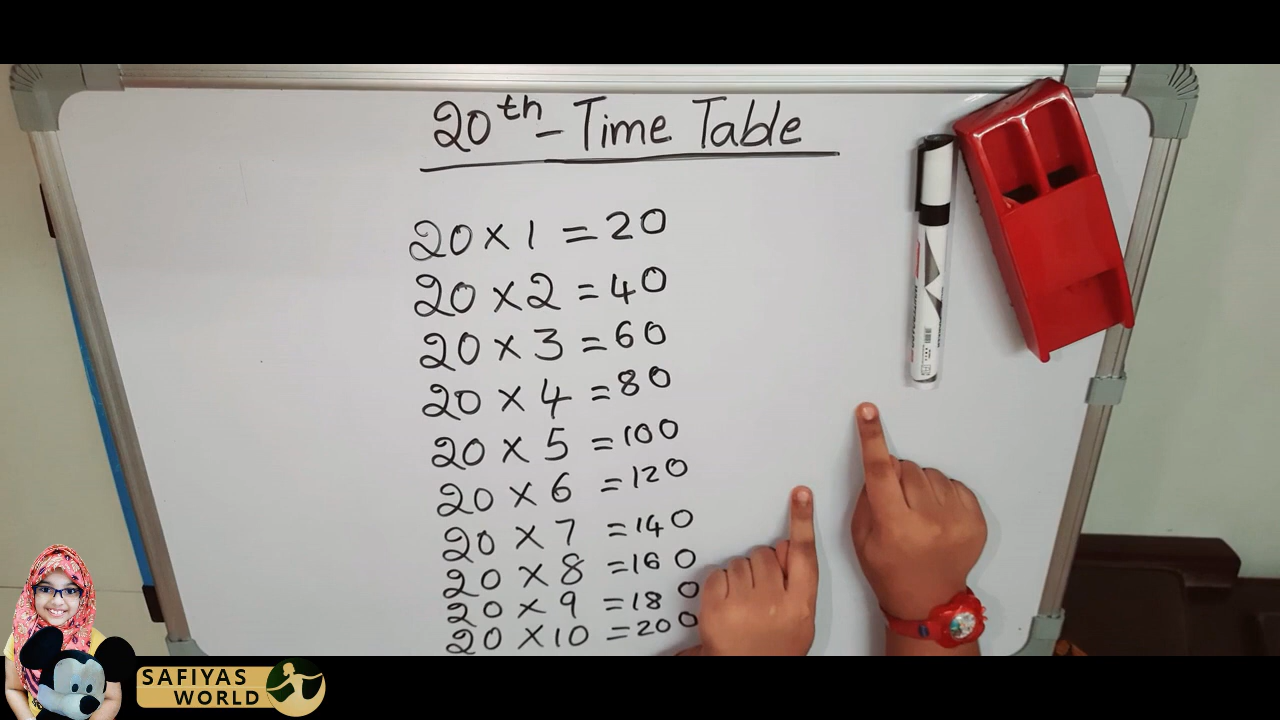 20th - Time Table
20 × 1 = 20
20 × 2 = 40
20 × 3 = 60
20 × 4 = 80
20 × 5 = 100
20 × 6 = 120
20 × 7 = 140
20 × 8 = 160
20 × 9 = 180
20 × 10 = 200
SAFIYAS
WORLD